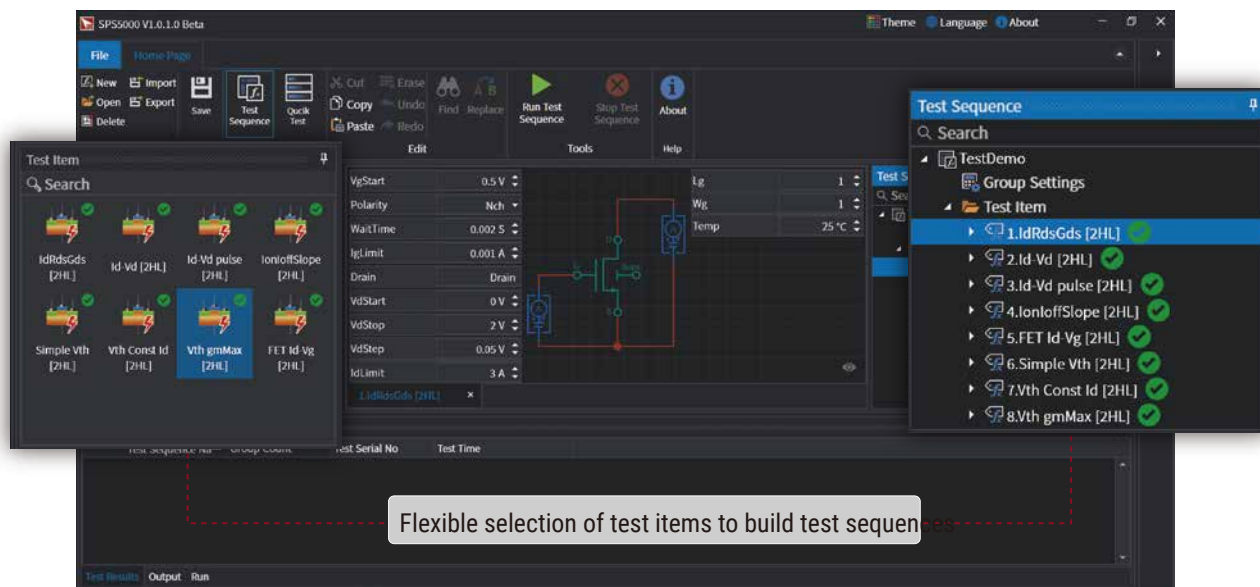 SPS5000 V1.0.1.0 Beta
Theme Language About
File Home Page
New Import
Open Export
Delete
Save
Test Sequence
Qucik Test
Cut Erase
Copy Undo
Paste Redo
Find Replace
Run Test Sequence
Stop Test Sequence
About
Edit
Tools
Help
Test Item
Search
IdRdsGds [2HL]
Id-Vd [2HL]
Id-Vd pulse [2HL]
IonIoffSlope [2HL]
Simple Vth [2HL]
Vth Const Id [2HL]
Vth gmMax [2HL]
FET Id-Vg [2HL]
VgStart 0.5 V
Polarity Nch
WaitTime 0.002 S
IgLimit 0.001 A
Drain Drain
VdStart 0 V
VdStop 2 V
VdStep 0.05 V
IdLimit 3 A
1.IdRdsGds [2HL]
Lg 1
Wg 1
Temp 25 °C
Test S
Test Sequence
Search
TestDemo
Group Settings
Test Item
1.IdRdsGds [2HL]
2.Id-Vd [2HL]
3.Id-Vd pulse [2HL]
4.IonIoffSlope [2HL]
5.FET Id-Vg [2HL]
6.Simple Vth [2HL]
7.Vth Const Id [2HL]
8.Vth gmMax [2HL]
Test Sequence Na Group Count Test Serial No Test Time
Flexible selection of test items to build test sequences
Test Results Output Run